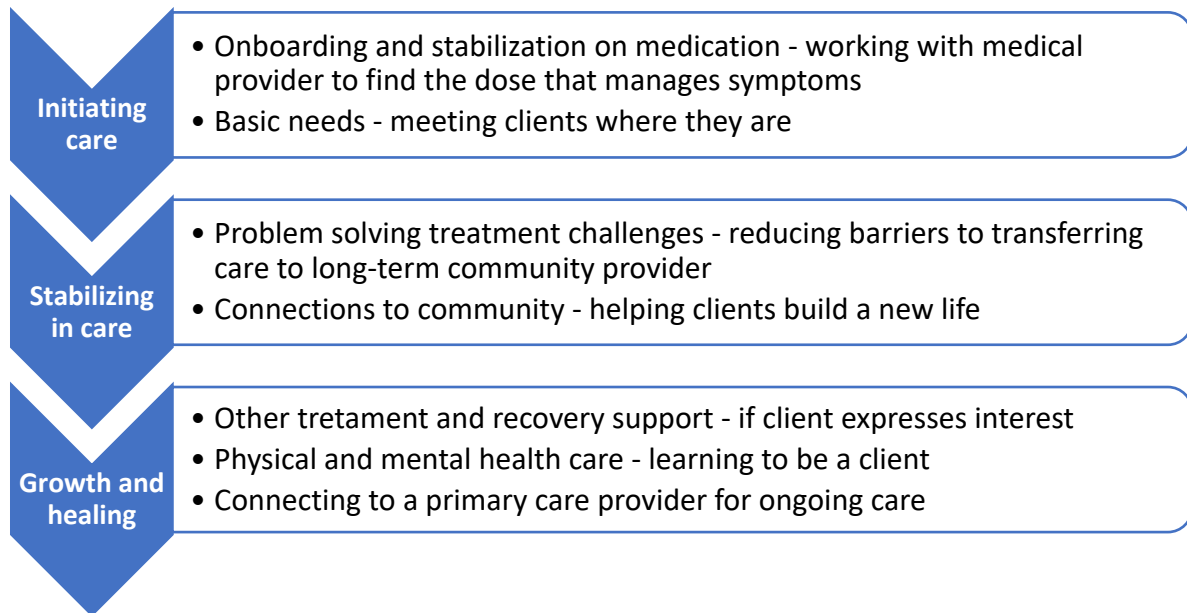 Initiating
care
• Onboarding and stabilization on medication - working with medical
provider to find the dose that manages symptoms
• Basic needs - meeting clients where they are
Stabilizing
in care
• Problem solving treatment challenges - reducing barriers to transferring
care to long-term community provider
• Connections to community - helping clients build a new life
Growth and
healing
• Other tretament and recovery support - if client expresses interest
• Physical and mental health care - learning to be a client
• Connecting to a primary care provider for ongoing care